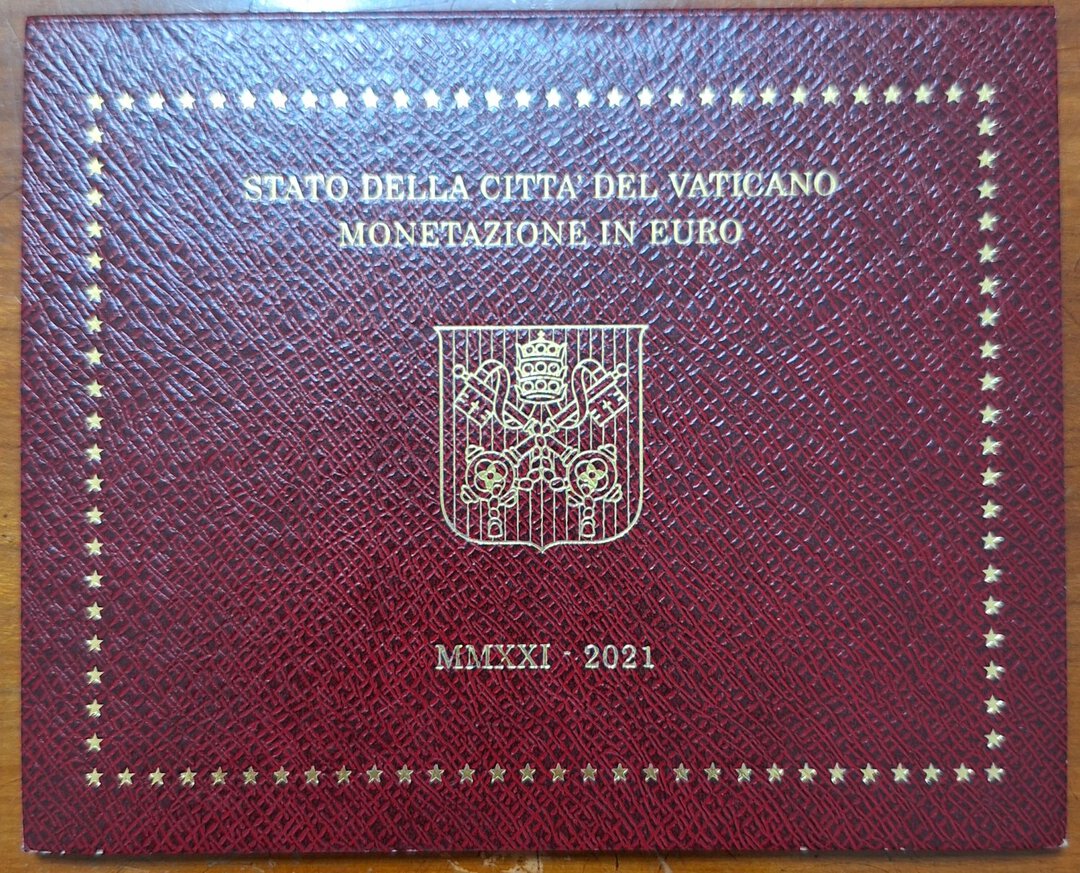 STATO DELLA CITTA' DEL VATICANO
MONETAZIONE IN EURO
MMXXI - 2021